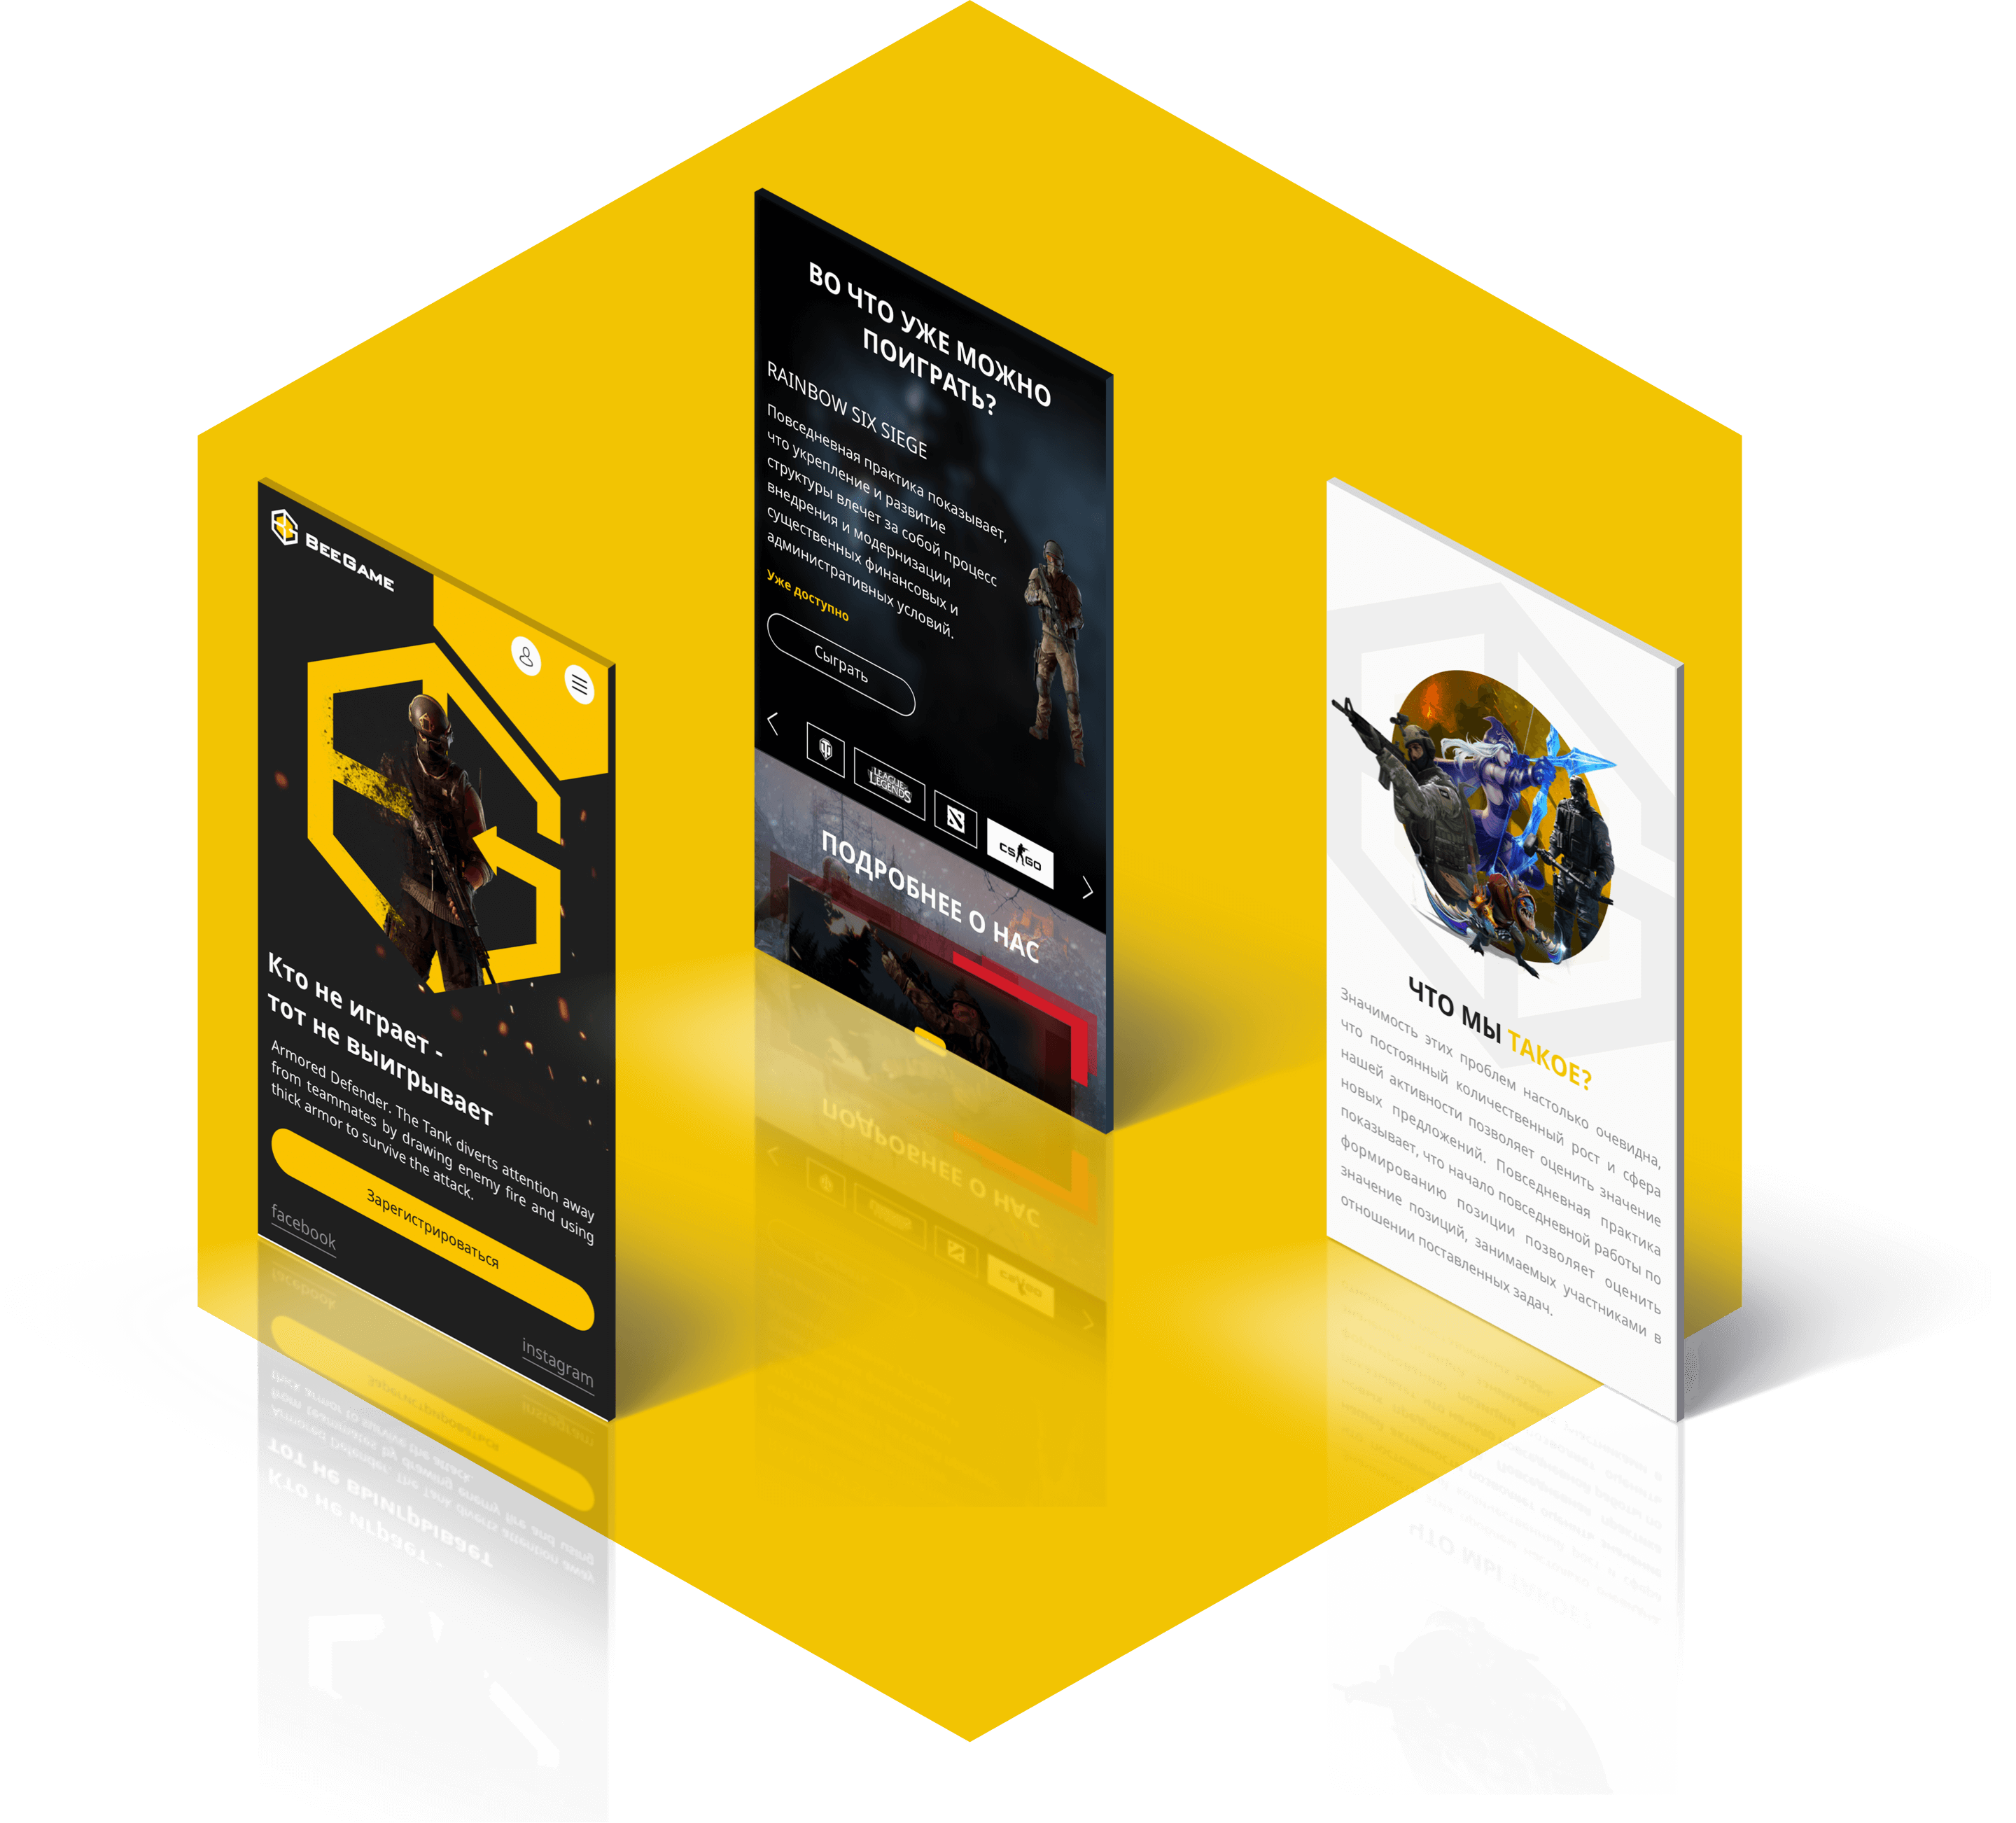 BEEGAME
Кто не играет -
тот не выигрывает
Armored Defender. The Tank diverts attention away
from teammates by drawing enemy fire and using
thick armor to survive the attack.
Зарегистрироваться
facebook
instagram
ВО ЧТО УЖЕ МОЖНО
ПОИГРАТЬ?
RAINBOW SIX SIEGE
Повседневная практика показывает,
что укрепление и развитие
структуры влечет за собой процесс
внедрения и модернизации
существенных финансовых и
административных условий.
Уже доступно
Сыграть
LEAGUE OF
LEGENDS
CS GO
ПОДРОБНЕЕ О НАС
ЧТО МЫ ТАКОЕ?
Значимость этих проблем настолько очевидна,
что постоянный количественный рост и сфера
нашей активности позволяет оценить значение
новых предложений. Повседневная практика
показывает, что начало повседневной работы по
формированию позиции позволяет оценить
значение позиций, занимаемых участниками в
отношении поставленных задач.